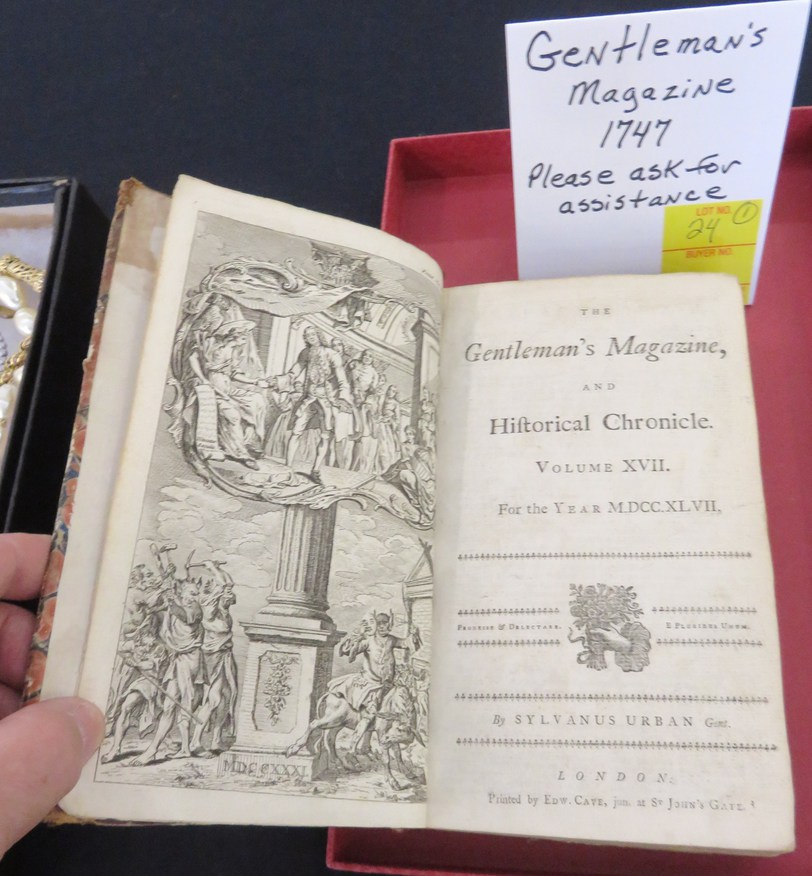 Gentleman's
Magazine
1747
Please ask for
assistance
LOT NO. 1
24
BUYER NO.
THE
Gentleman's Magazine,
AND
Hiſtorical Chronicle.
VOLUME XVII.
For the YEAR M.DCC.XLVII.
PRODESSE & DELECTARE. E PLURIBUS UNUM.
By SYLVANUS URBAN Gent.
LONDON:
Printed by EDW. CAVE, jun. at St JOHN'S GATE.
MDCCXXXI